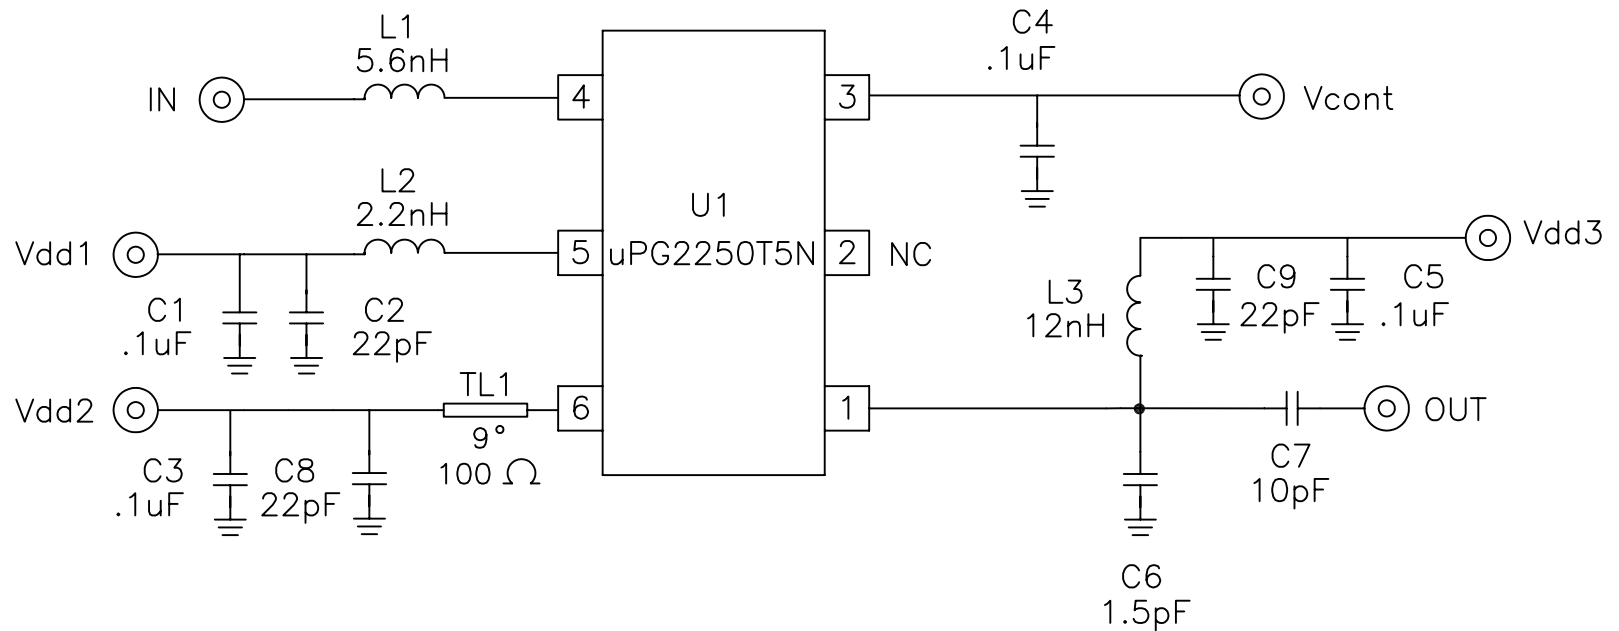 L1
5.6nH
IN
4
L2
2.2nH
Vdd1
5
C1
.1uF
C2
22pF
TL1
Vdd2
6
9°
100 Ω
C3
.1uF
C8
22pF
U1
uPG2250T5N
C4
.1uF
3
Vcont
2
NC
Vdd3
L3
12nH
C9
22pF
C5
.1uF
1
OUT
C7
10pF
C6
1.5pF